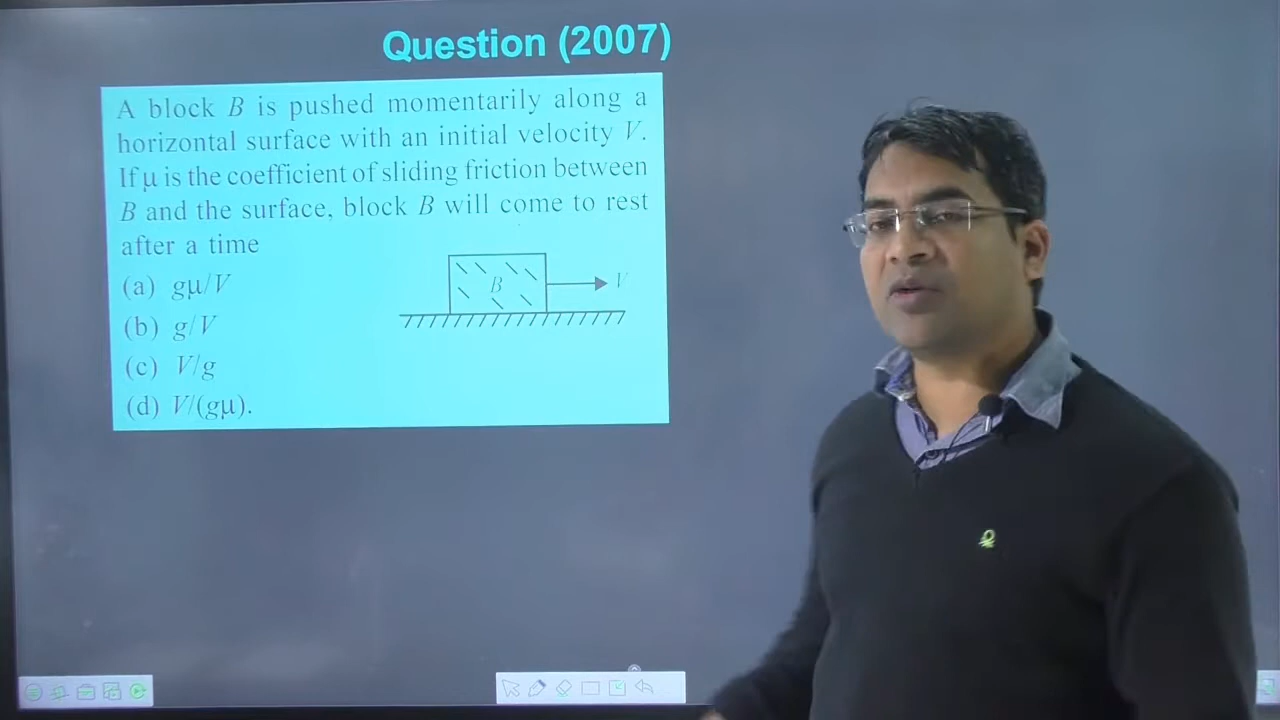 Question (2007)
A block B is pushed momentarily along a
horizontal surface with an initial velocity V.
If μ is the coefficient of sliding friction between
B and the surface, block B will come to rest
after a time
(a) gμ/V
(b) g/V
(c) V/g
(d) V/(gμ).
B
V